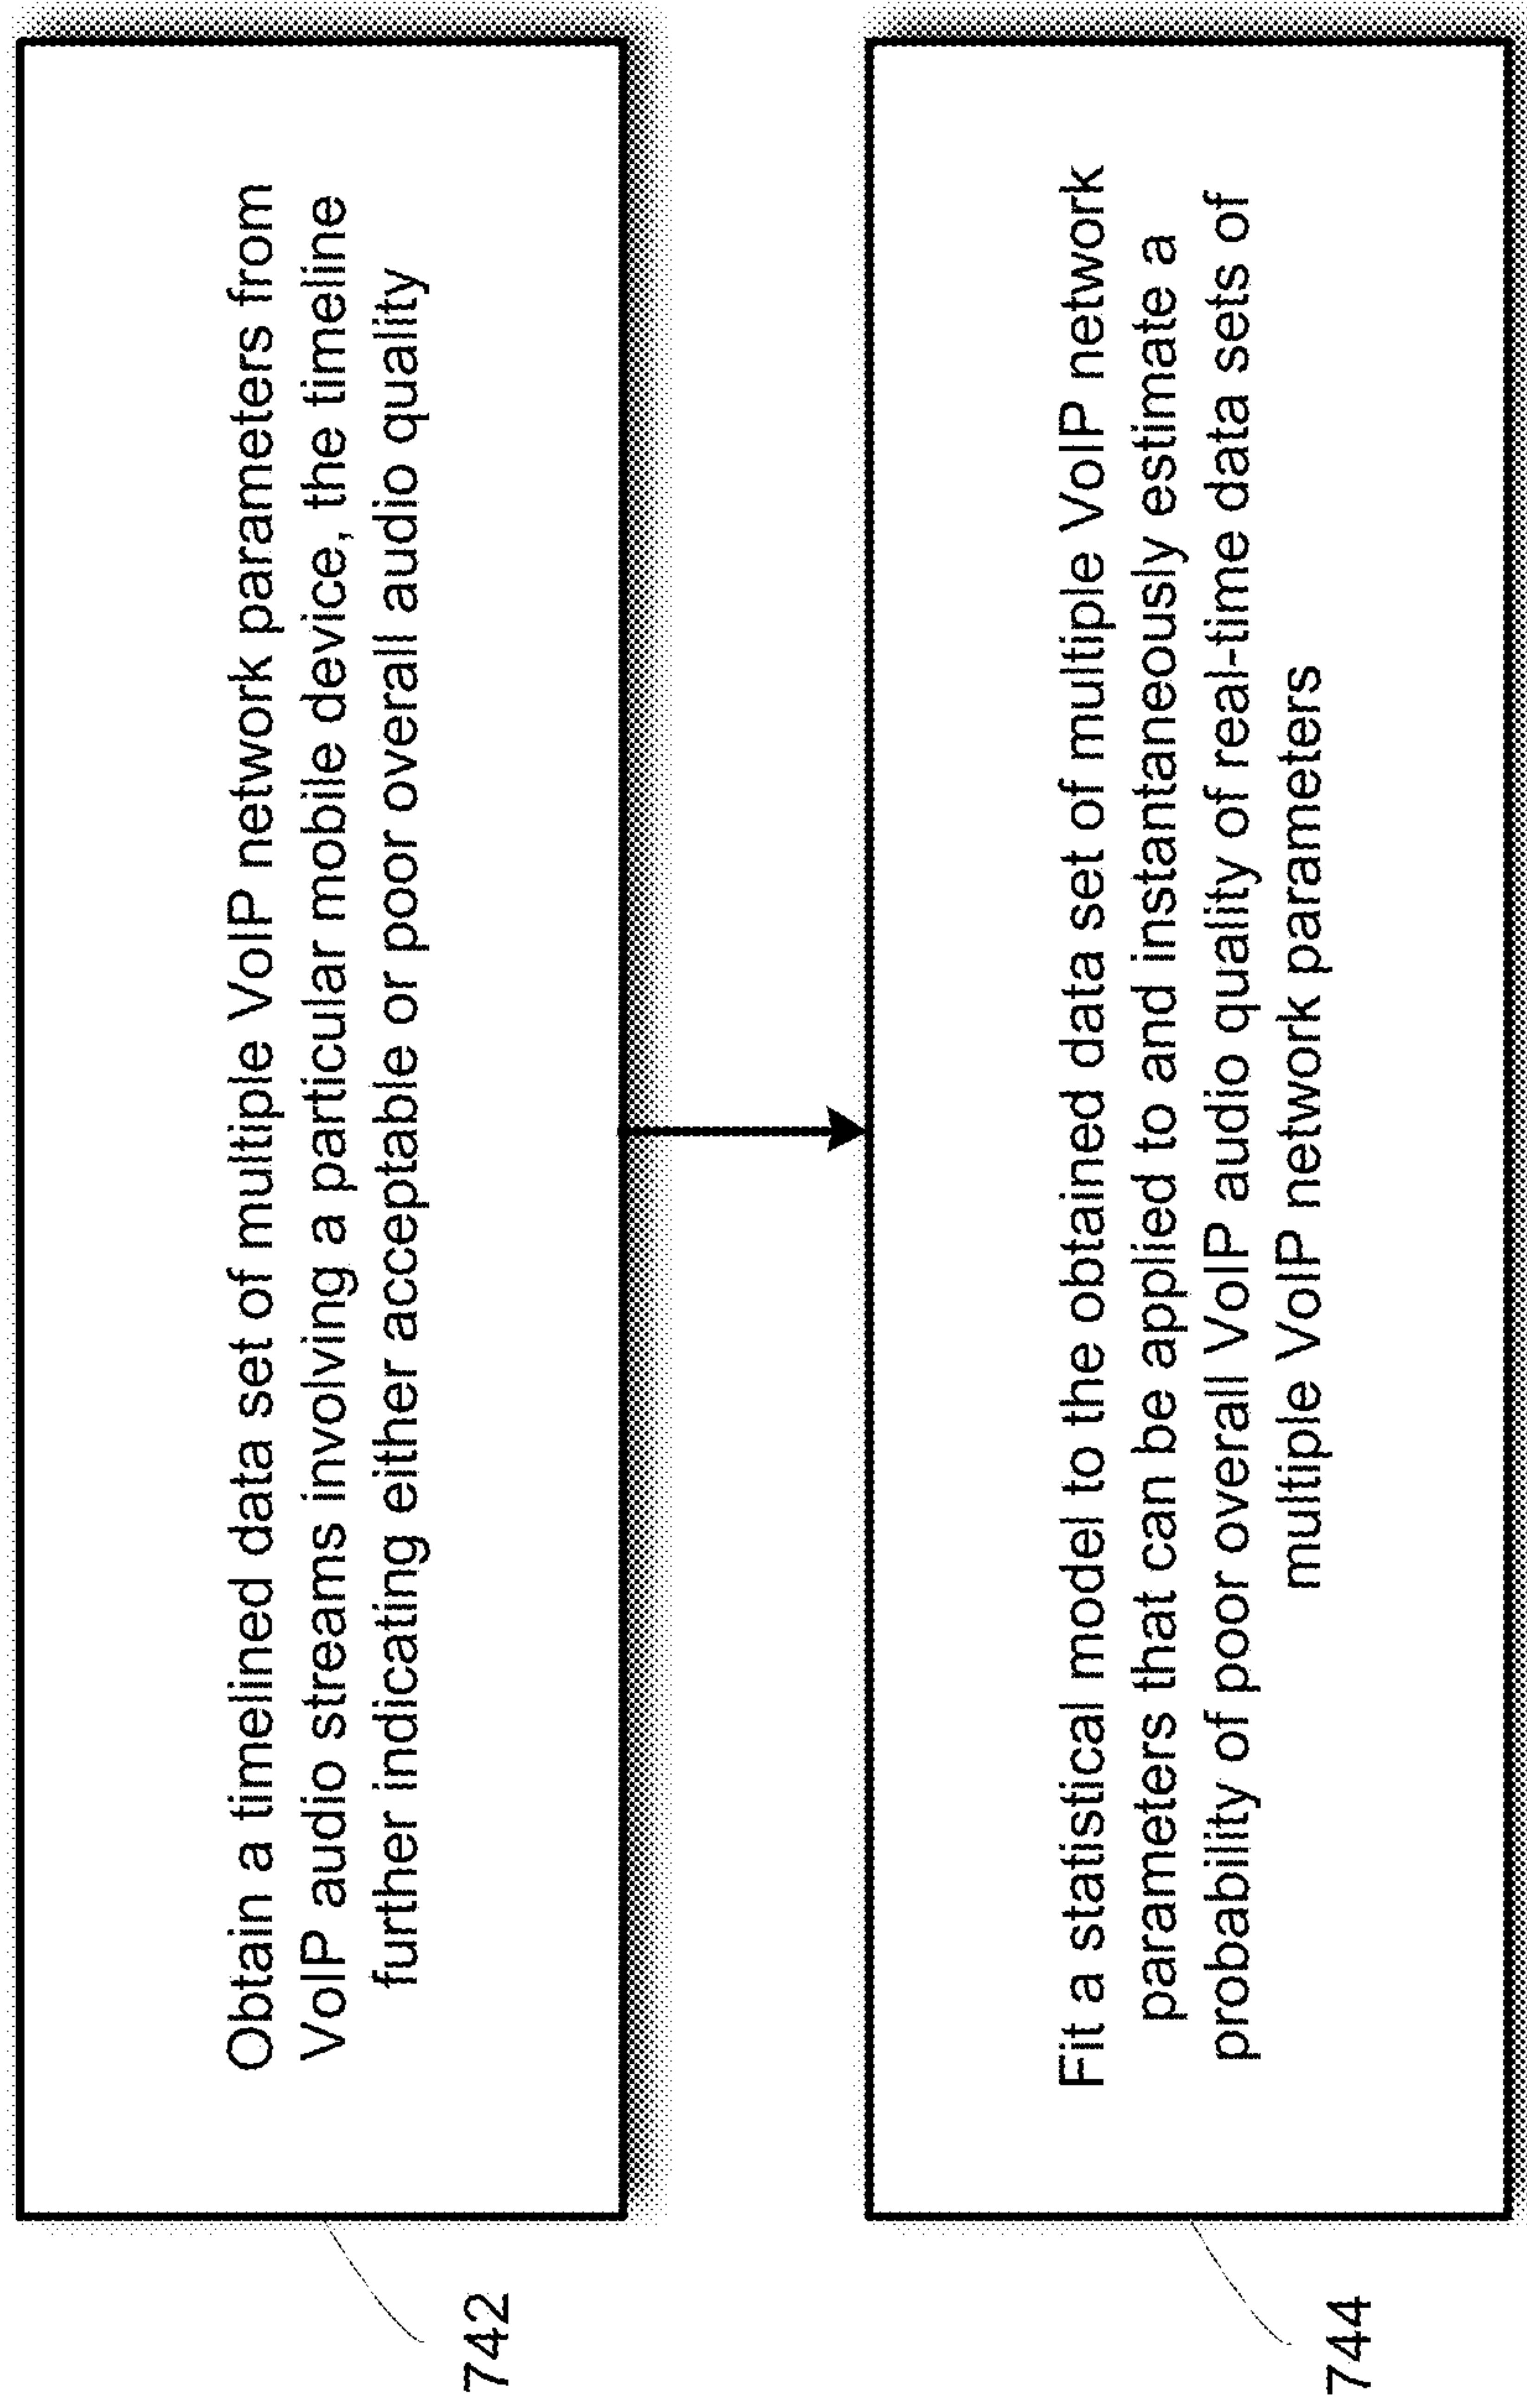 Obtain a timelined data set of multiple VoIP network parameters from
VoIP audio streams involving a particular mobile device, the timeline
further indicating either acceptable or poor overall audio quality
742
Fit a statistical model to the obtained data set of multiple VoIP network
parameters that can be applied to and instantaneously estimate a
probability of poor overall VoIP audio quality of real-time data sets of
multiple VoIP network parameters
744